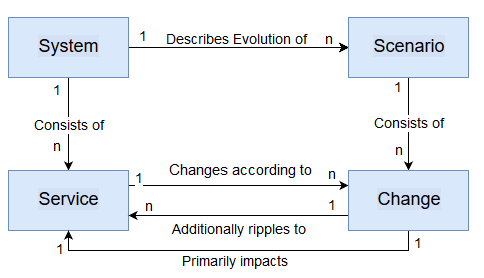 System
1
Describes Evolution of
n
Scenario
1
Consists of
n
1
Consists of
n
Service
1
Changes according to
n
Change
n
1
Additionally ripples to
1
Primarily impacts
1